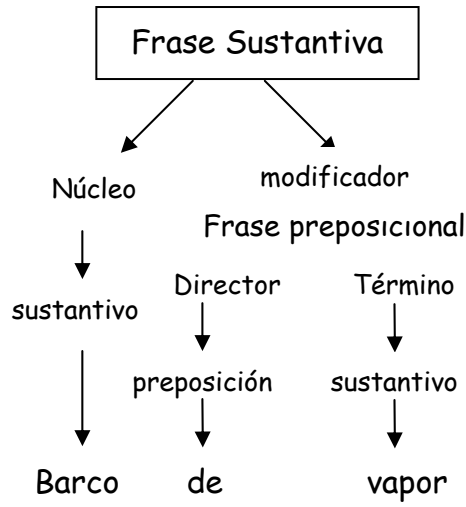 Frase Sustantiva
Núcleo
modificador
Frase preposicional
Director
Término
sustantivo
preposición
sustantivo
Barco
de
vapor